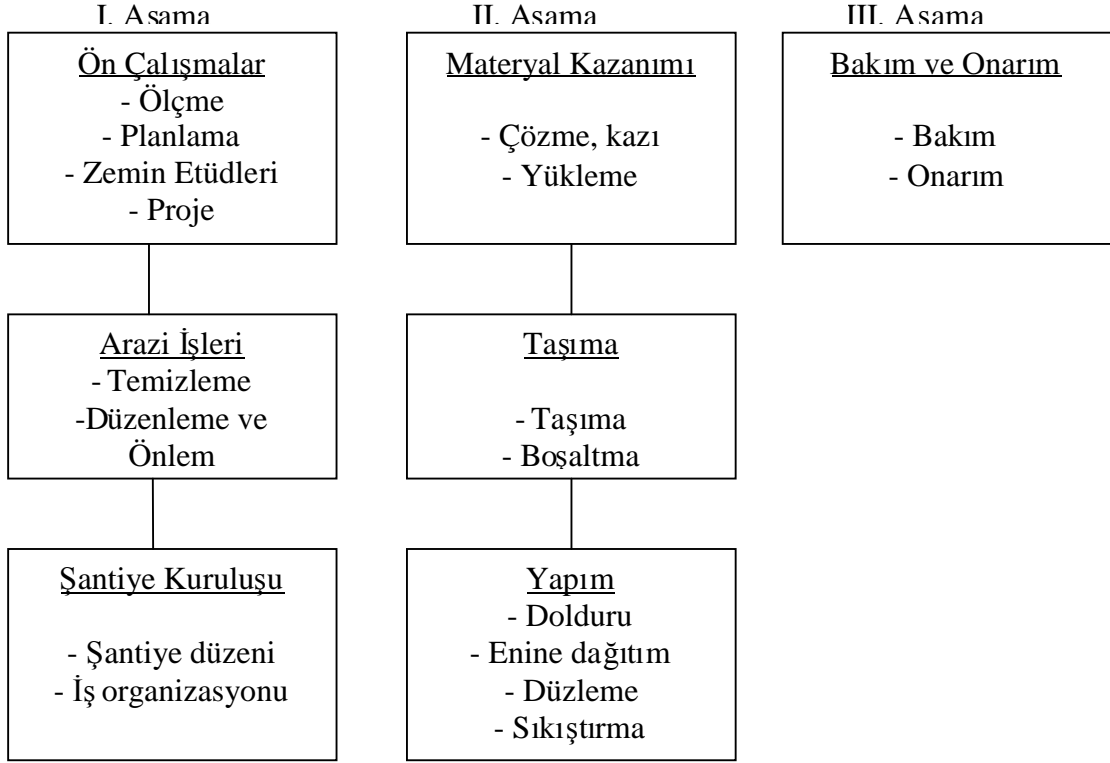 I. Aşama
II. Aşama
III. Aşama
Ön Çalışmalar
- Ölçme
- Planlama
- Zemin Etüdleri
- Proje
Arazi İşleri
- Temizleme
-Düzenleme ve
Önlem
Şantiye Kuruluşu
- Şantiye düzeni
- İş organizasyonu
Materyal Kazanımı
- Çözme, kazı
- Yükleme
Taşıma
- Taşıma
- Boşaltma
Yapım
- Dolduru
- Enine dağıtım
- Düzleme
- Sıkıştırma
Bakım ve Onarım
- Bakım
- Onarım